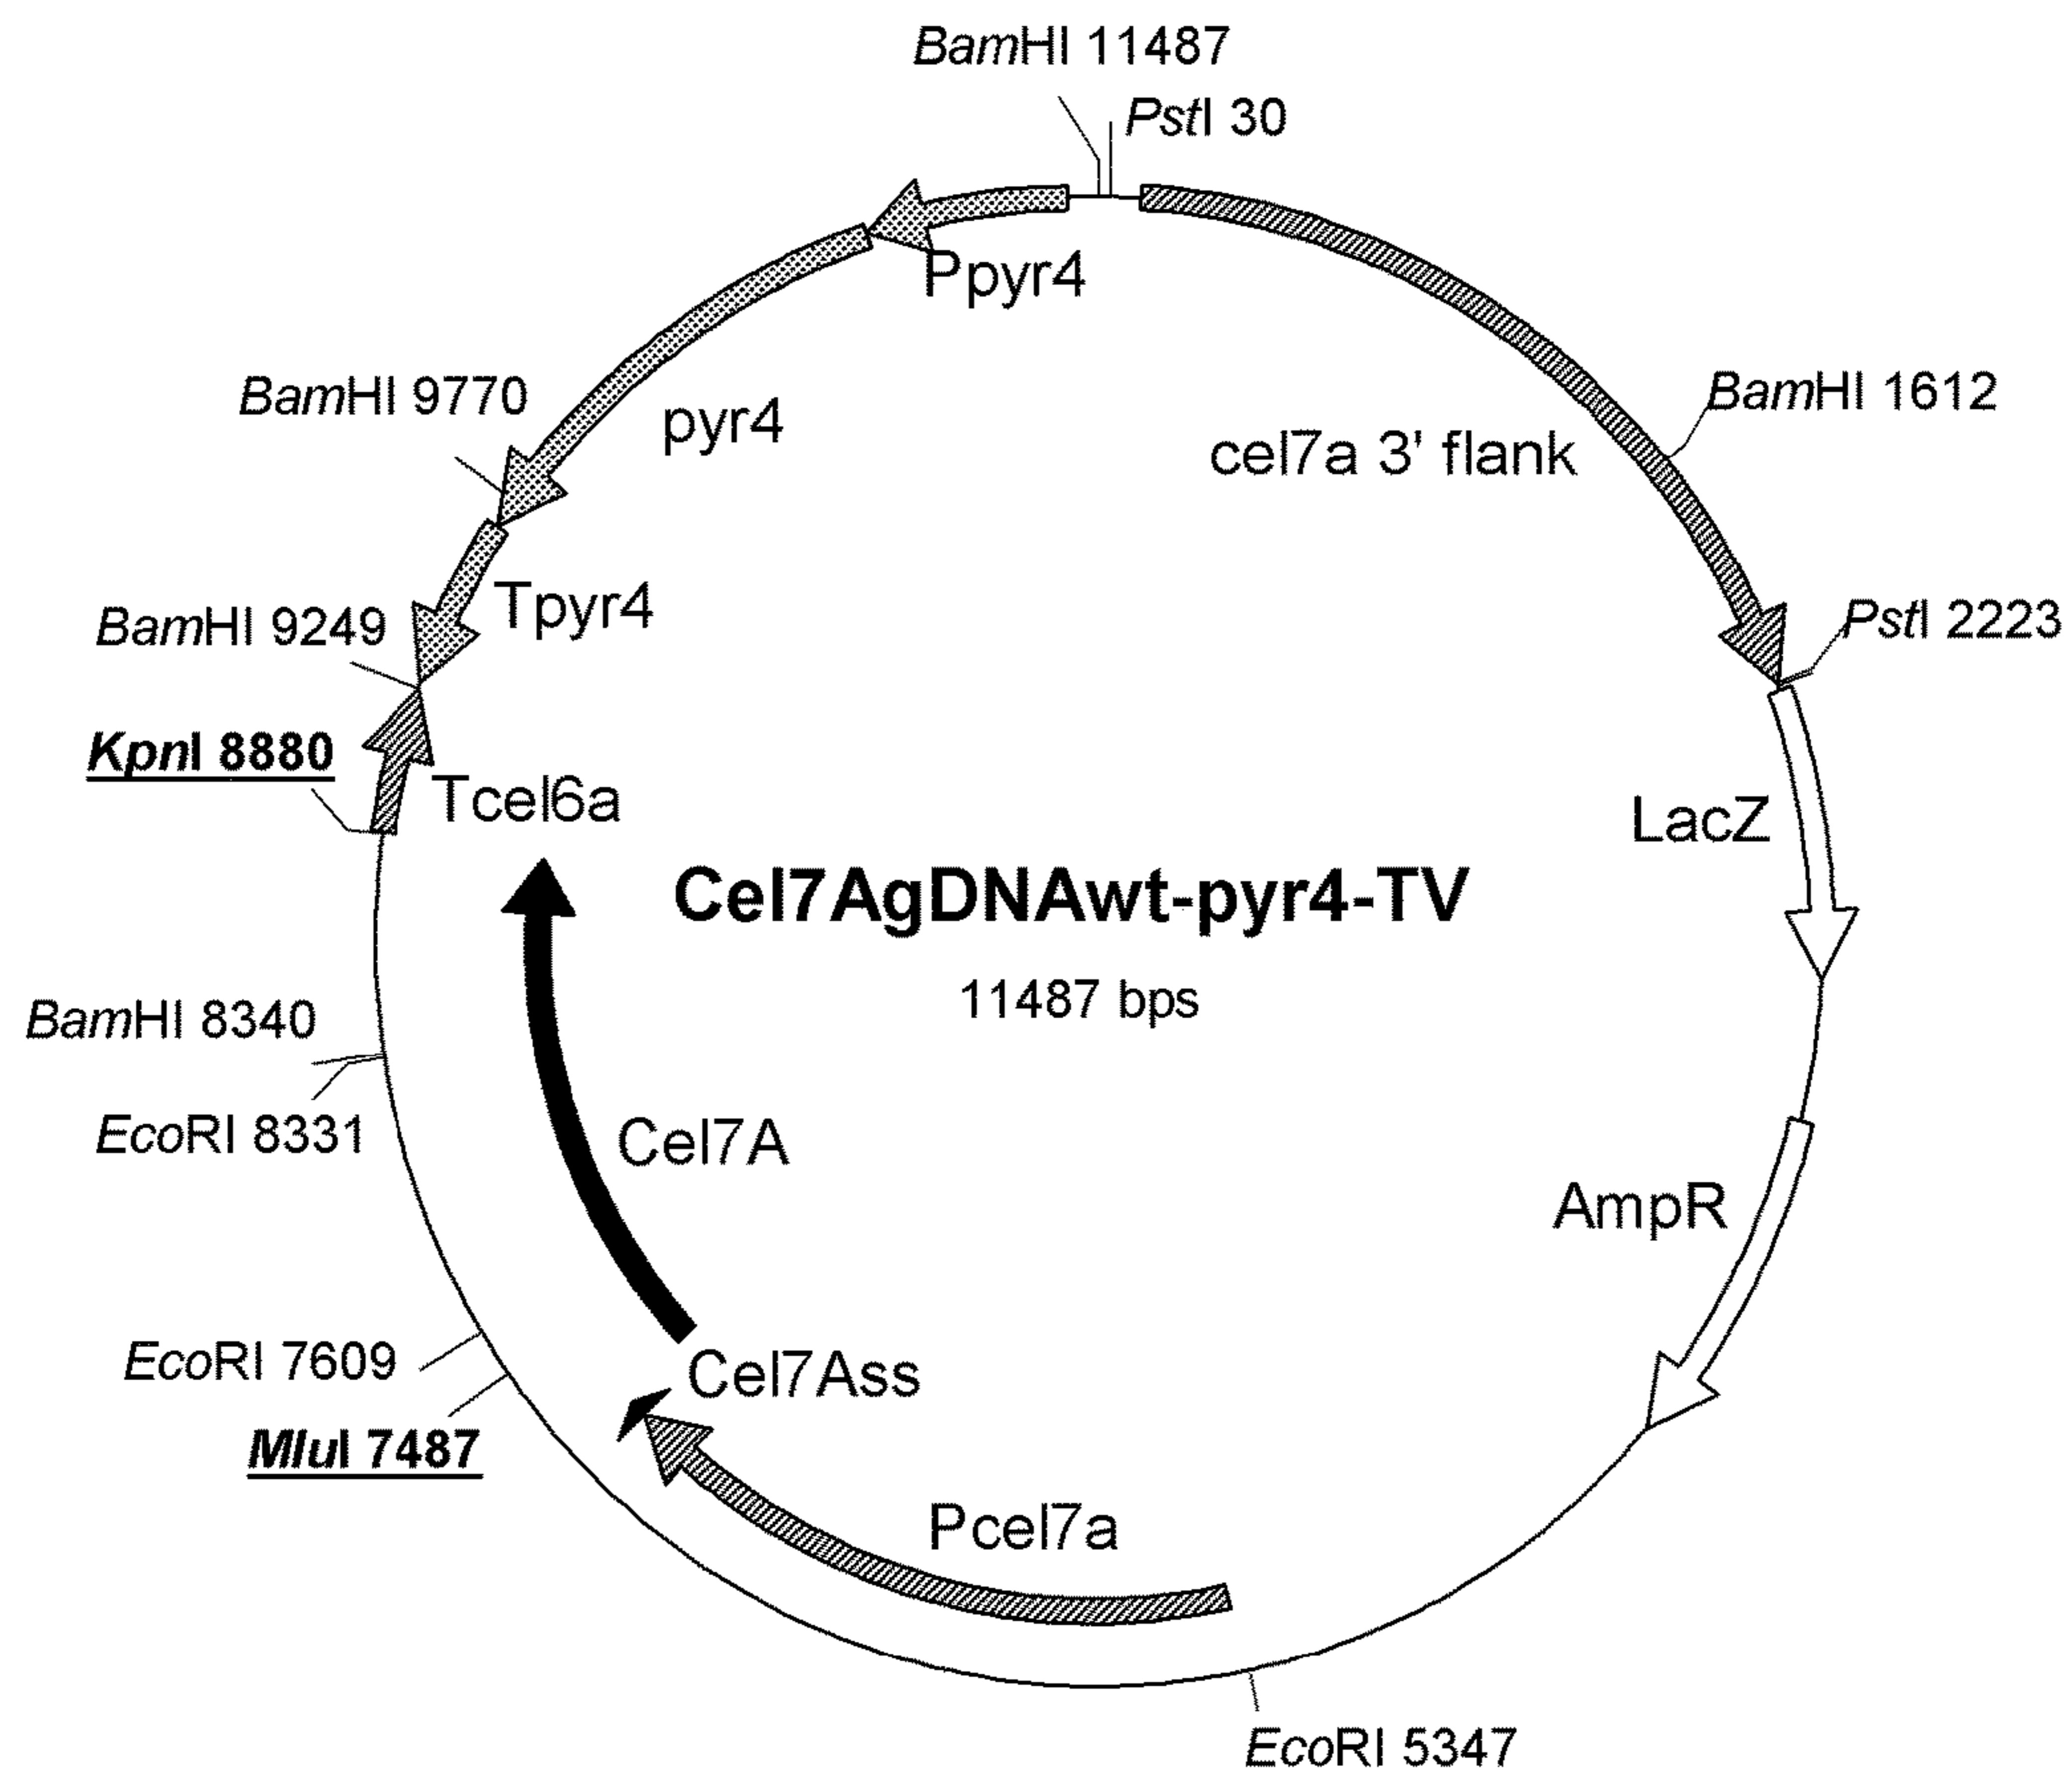 BamHI 11487
PstI 30
Ppyr4
BamHI 9770
pyr4
BamHI 1612
cel7a 3' flank
BamHI 9249
Tpyr4
PstI 2223
KpnI 8880
Tcel6a
LacZ
Cel7AgDNAwt-pyr4-TV
11487 bps
BamHI 8340
EcoRI 8331
Cel7A
AmpR
EcoRI 7609
Cel7Ass
MluI 7487
Pcel7a
EcoRI 5347